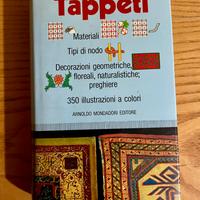 Tappeti
Materiali
Tipi di nodo
Decorazioni geometriche,
floreali, naturalistiche;
preghiere
350 illustrazioni a colori
ARNOLDO MONDADORI EDITORE